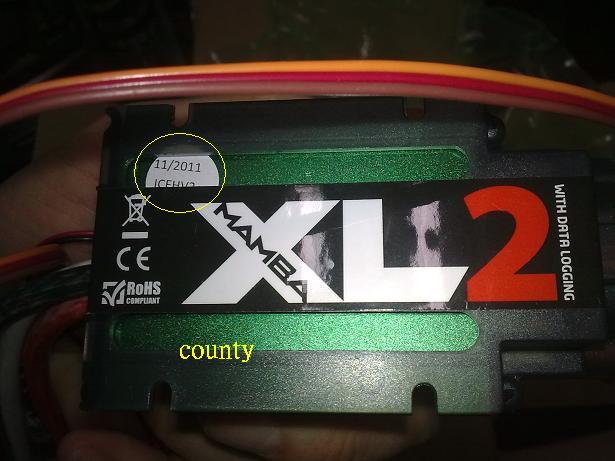 11/2011
ICEHV2
MAMBA
XL2
WITH DATA LOGGING
CE
RoHS
COMPLIANT
county